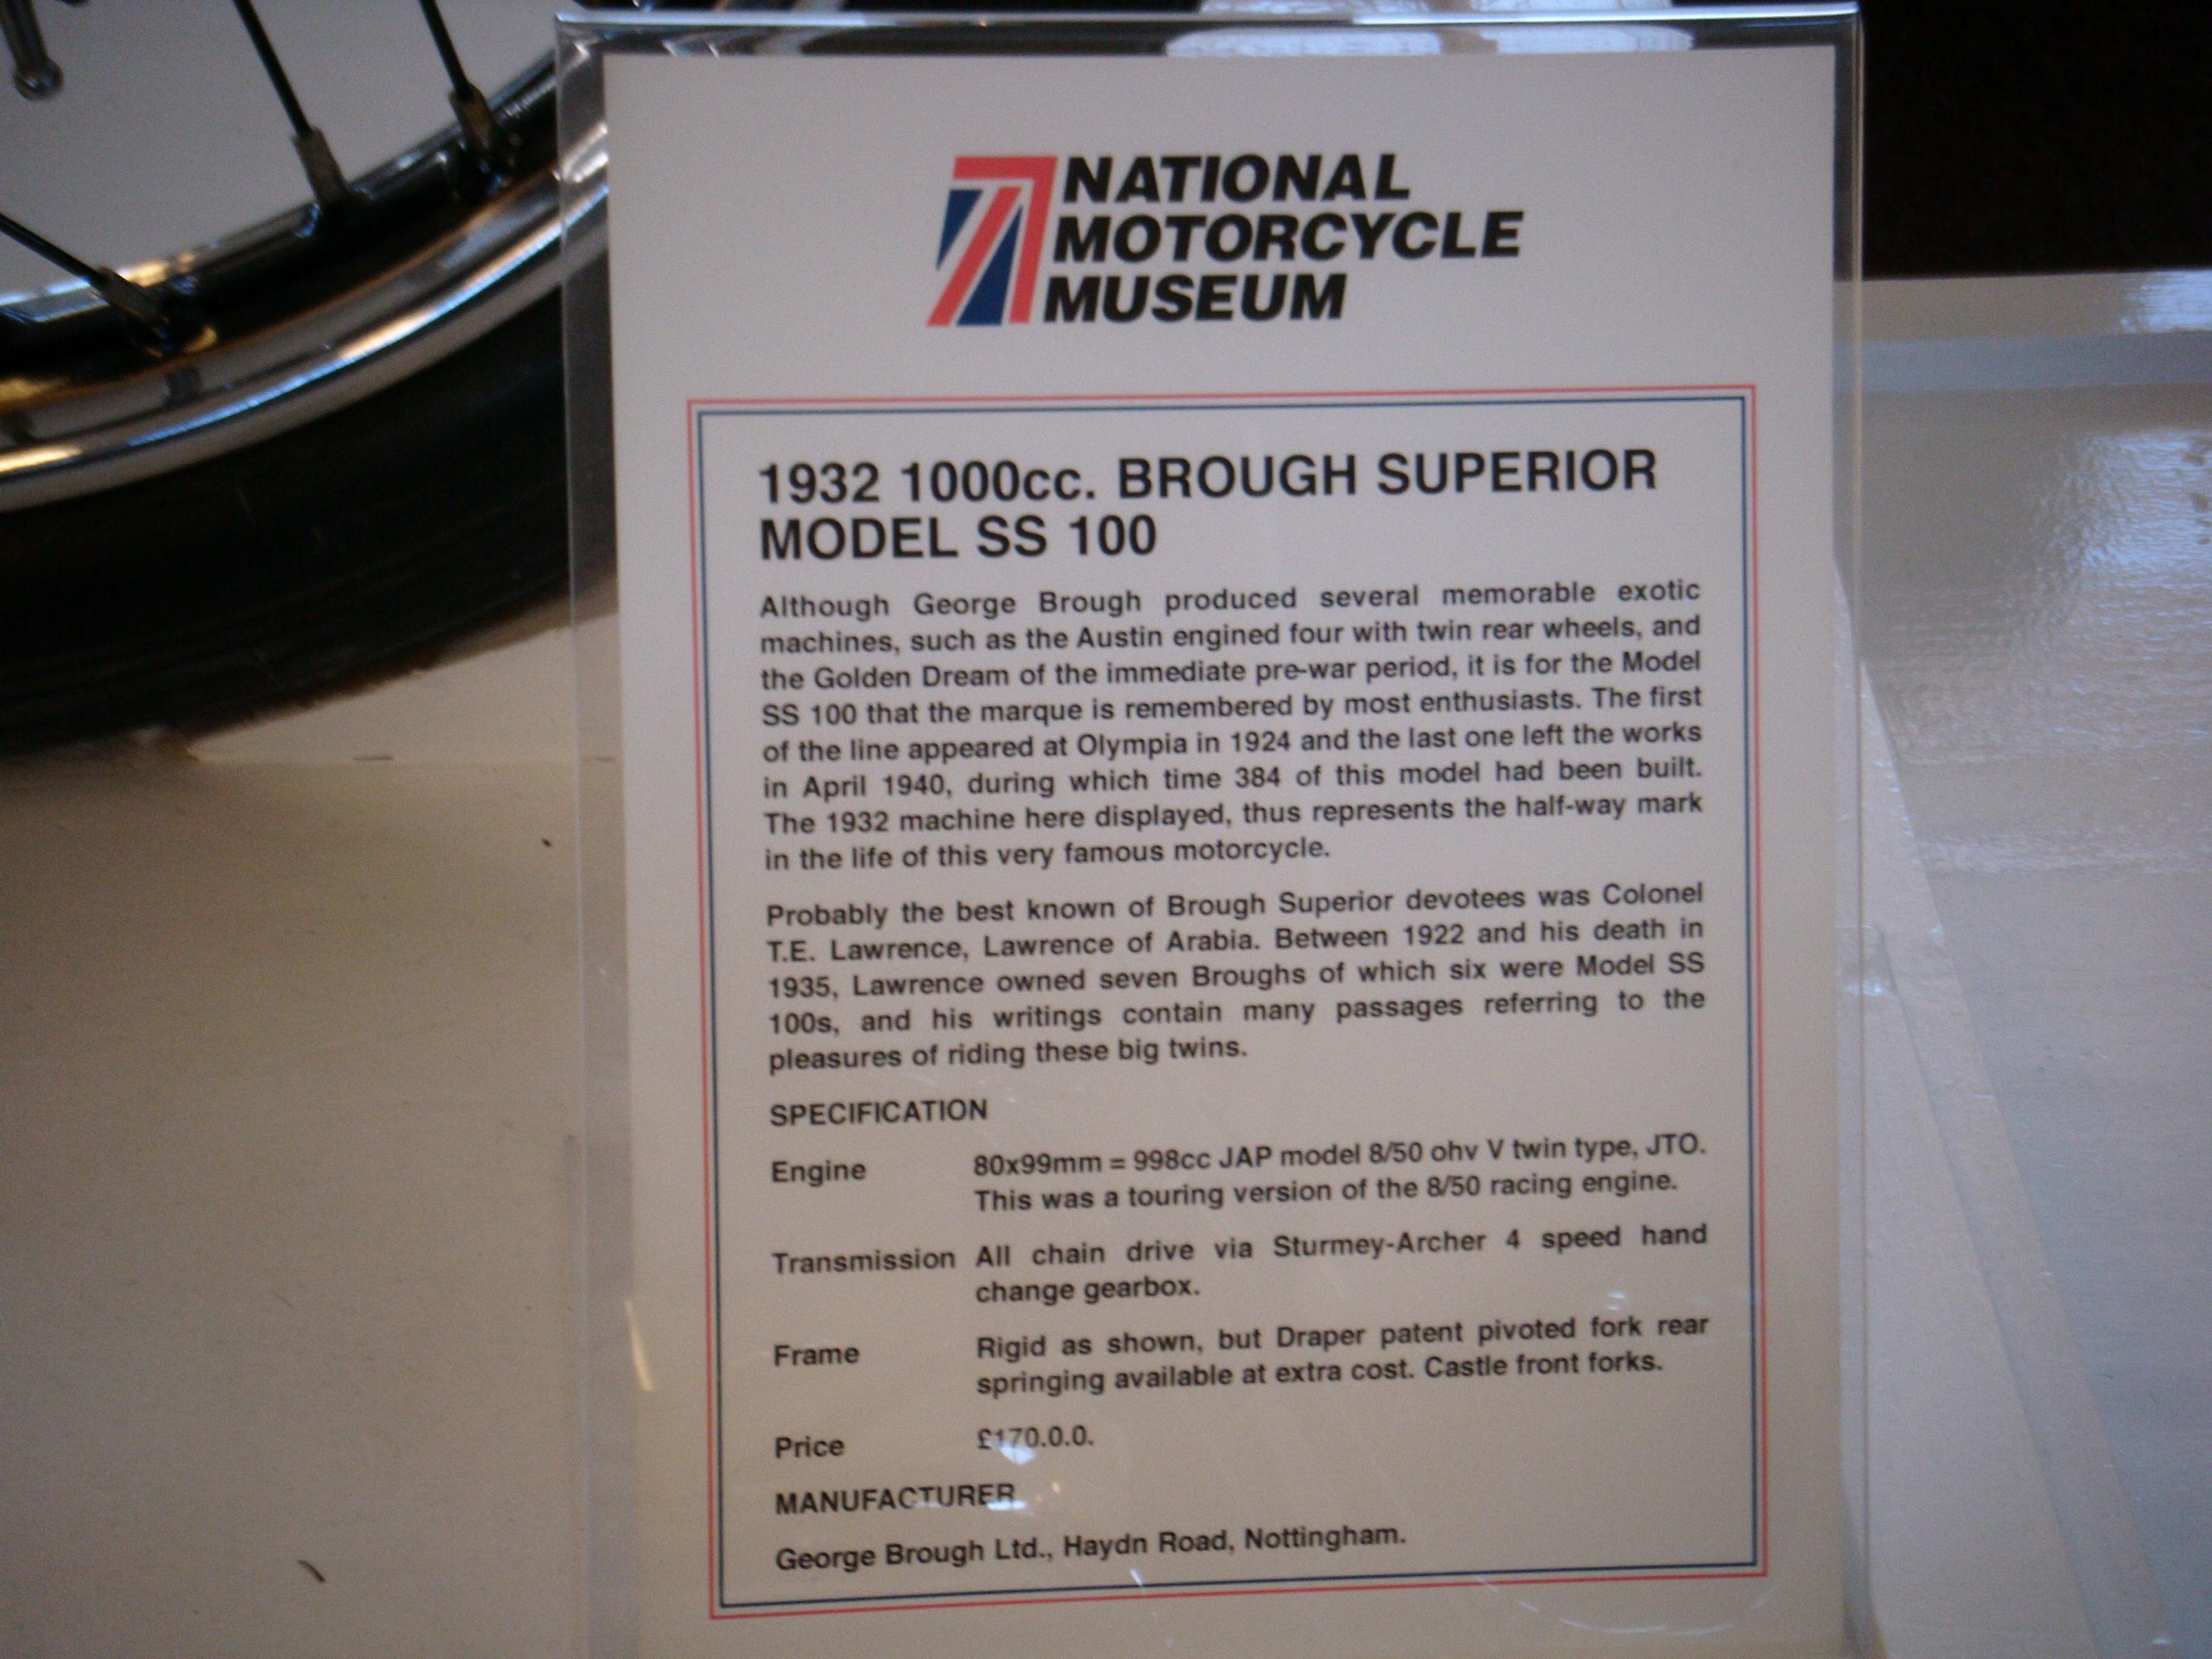 NATIONAL
MOTORCYCLE
MUSEUM
1932 1000cc. BROUGH SUPERIOR
MODEL SS 100
Although George Brough produced several memorable exotic
machines, such as the Austin engined four with twin rear wheels, and
the Golden Dream of the immediate pre-war period, it is for the Model
SS 100 that the marque is remembered by most enthusiasts. The first
of the line appeared at Olympia in 1924 and the last one left the works
in April 1940, during which time 384 of this model had been built.
The 1932 machine here displayed, thus represents the half-way mark
in the life of this very famous motorcycle.
Probably the best known of Brough Superior devotees was Colonel
T.E. Lawrence, Lawrence of Arabia. Between 1922 and his death in
1935, Lawrence owned seven Broughs of which six were Model SS
100s, and his writings contain many passages referring to the
pleasures of riding these big twins.
SPECIFICATION
Engine 80x99mm = 998cc JAP model 8/50 ohv V twin type, JTO.
This was a touring version of the 8/50 racing engine.
Transmission All chain drive via Sturmey-Archer 4 speed hand
change gearbox.
Frame Rigid as shown, but Draper patent pivoted fork rear
springing available at extra cost. Castle front forks.
Price £170.0.0.
MANUFACTURER
George Brough Ltd., Haydn Road, Nottingham.